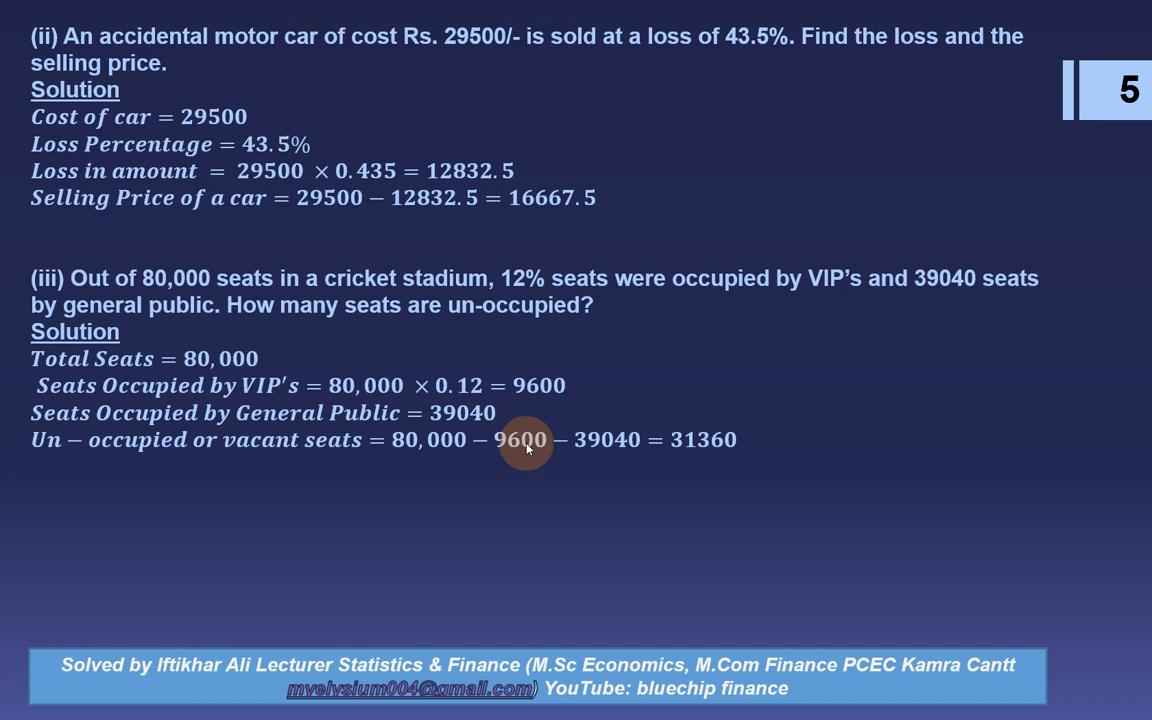 (ii) An accidental motor car of cost Rs. 29500/- is sold at a loss of 43.5%. Find the loss and the
selling price.
5
Solution
Cost of car = 29500
Loss Percentage = 43.5%
Loss in amount = 29500 × 0.435 = 12832.5
Selling Price of a car = 29500 − 12832.5 = 16667.5
(iii) Out of 80,000 seats in a cricket stadium, 12% seats were occupied by VIP’s and 39040 seats
by general public. How many seats are un-occupied?
Solution
Total Seats = 80,000
Seats Occupied by VIP′s = 80,000 × 0.12 = 9600
Seats Occupied by General Public = 39040
Un − occupied or vacant seats = 80,000 − 9600 − 39040 = 31360
Solved by Iftikhar Ali Lecturer Statistics & Finance (M.Sc Economics, M.Com Finance PCEC Kamra Cantt
myelysium004@gmail.com) YouTube: bluechip finance